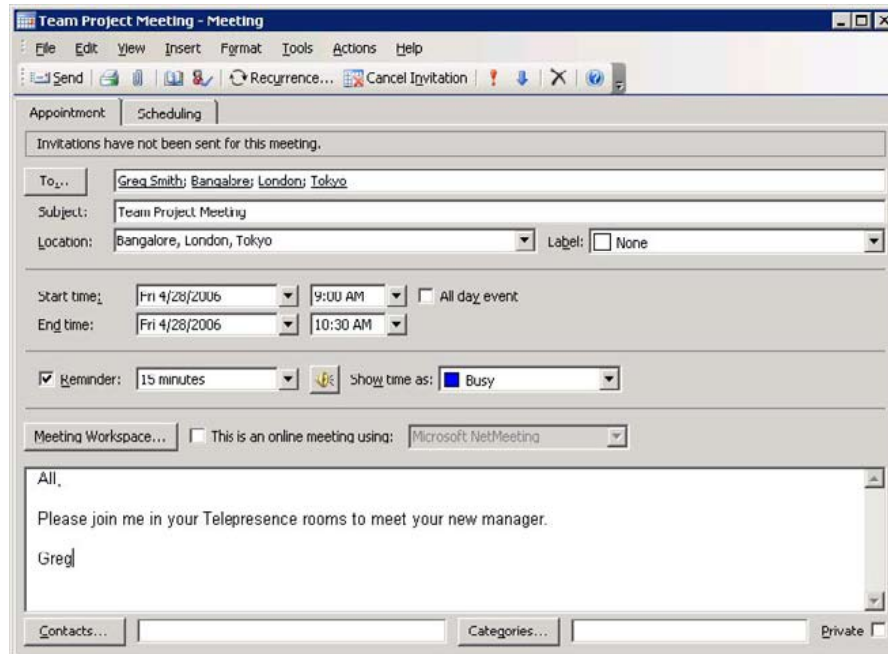 Team Project Meeting - Meeting
File Edit View Insert Format Tools Actions Help
Send Recurrence... Cancel Invitation
Appointment Scheduling
Invitations have not been sent for this meeting.
To... Greg Smith; Bangalore; London; Tokyo
Subject: Team Project Meeting
Location: Bangalore, London, Tokyo Label: None
Start time: Fri 4/28/2006 9:00 AM All day event
End time: Fri 4/28/2006 10:30 AM
Reminder: 15 minutes Show time as: Busy
Meeting Workspace... This is an online meeting using: Microsoft NetMeeting
All,
Please join me in your Telepresence rooms to meet your new manager.
Greg
Contacts... Categories... Private